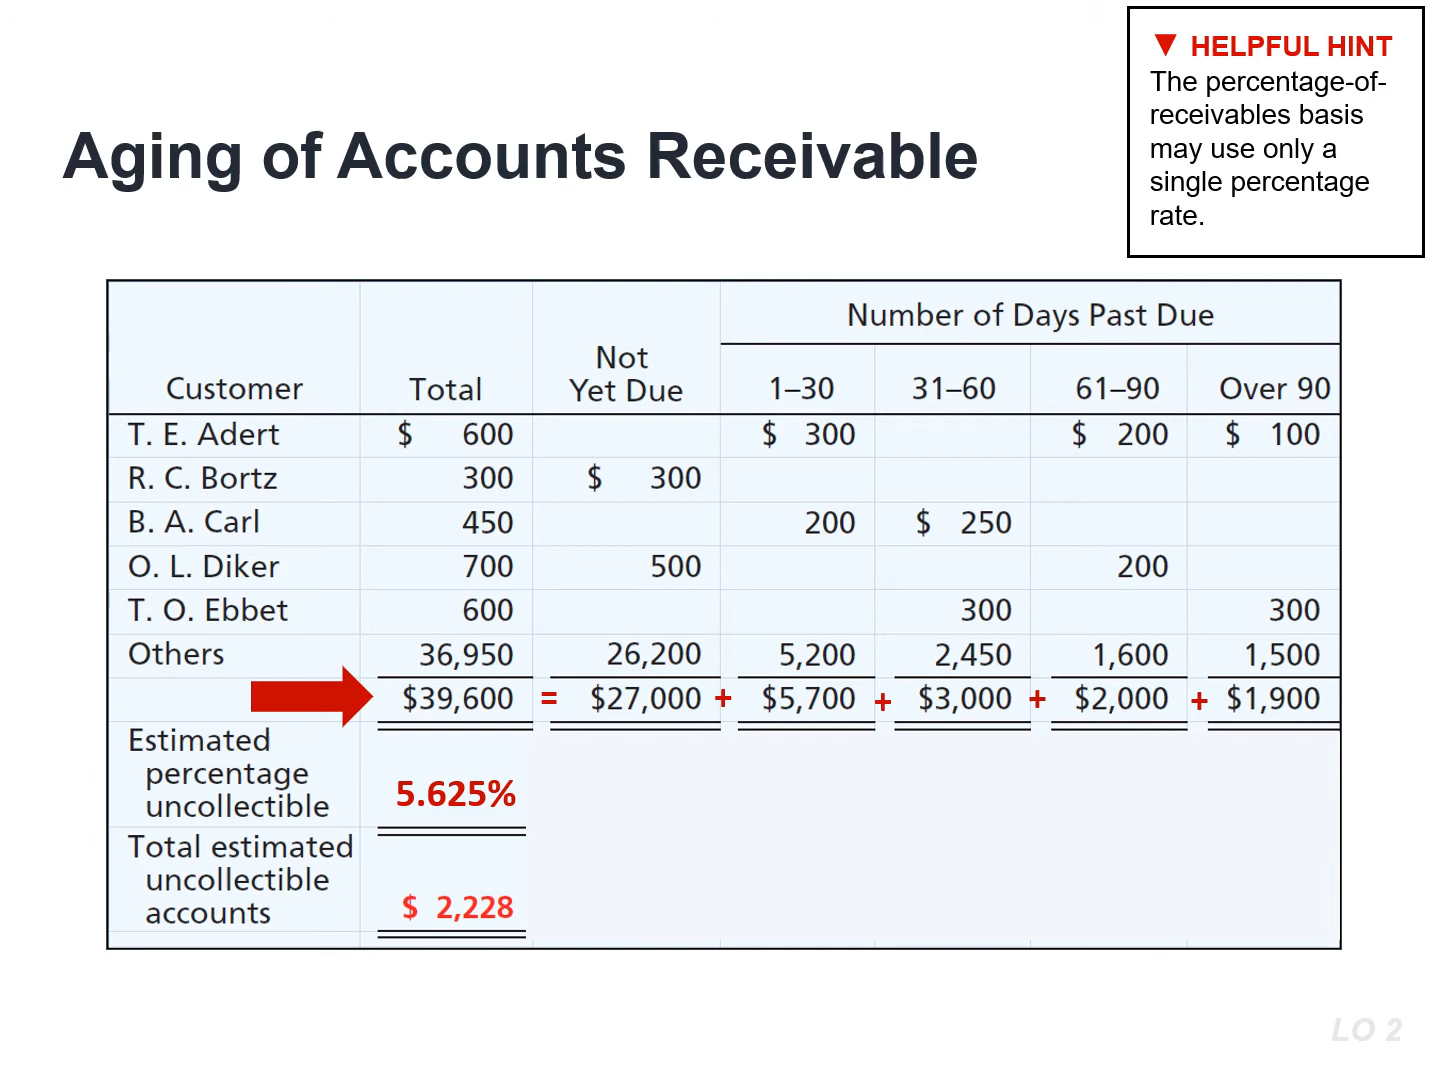 ▼ HELPFUL HINT
The percentage-of-
receivables basis
may use only a
single percentage
rate.
Aging of Accounts Receivable
Number of Days Past Due
Customer Total Not Yet Due 1–30 31–60 61–90 Over 90
T. E. Adert $ 600 $ 300 $ 200 $ 100
R. C. Bortz 300 $ 300
B. A. Carl 450 200 $ 250
O. L. Diker 700 500 200
T. O. Ebbet 600 300 300
Others 36,950 26,200 5,200 2,450 1,600 1,500
$39,600 = $27,000 + $5,700 + $3,000 + $2,000 + $1,900
Estimated
percentage
uncollectible
5.625%
Total estimated
uncollectible
accounts
$ 2,228
LO 2